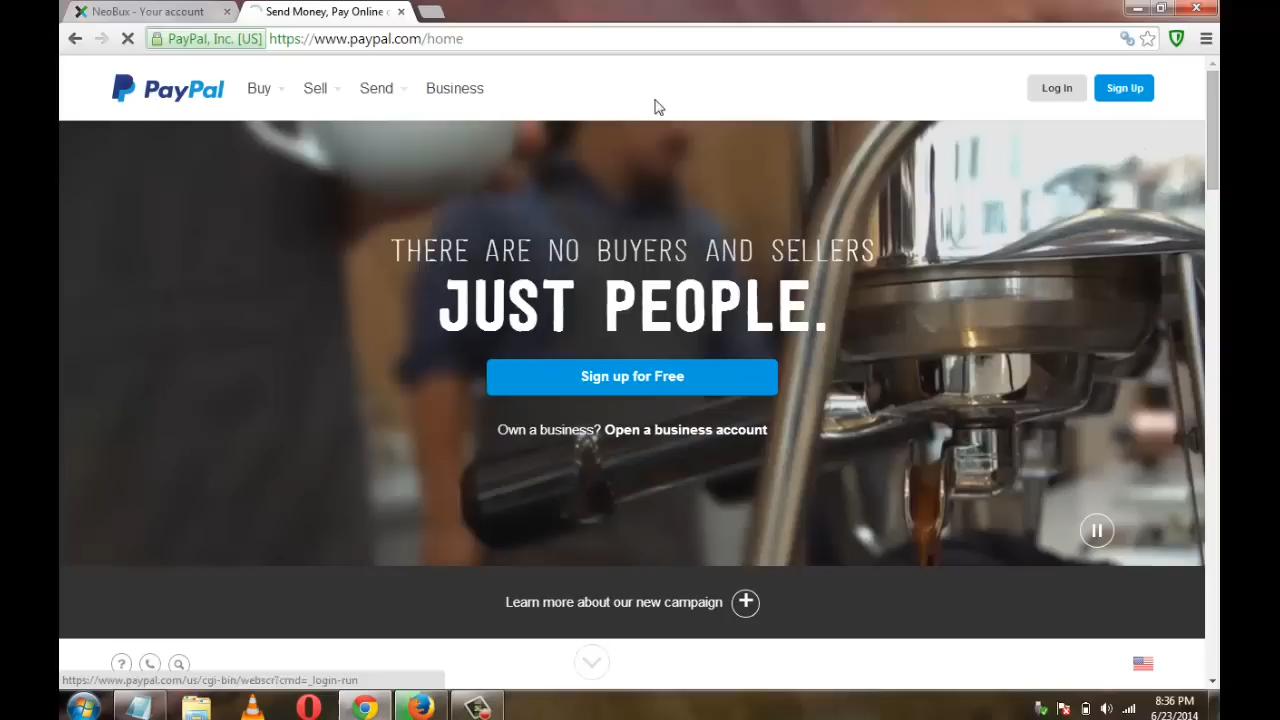 NeoBux - Your account
Send Money, Pay Online o
PayPal, Inc. [US] https://www.paypal.com/home
PayPal Buy Sell Send Business Log In Sign Up
THERE ARE NO BUYERS AND SELLERS
JUST PEOPLE.
Sign up for Free
Own a business? Open a business account
Learn more about our new campaign
https://www.paypal.com/us/cgi-bin/webscr?cmd=_login-run
8:36 PM
6/23/2014